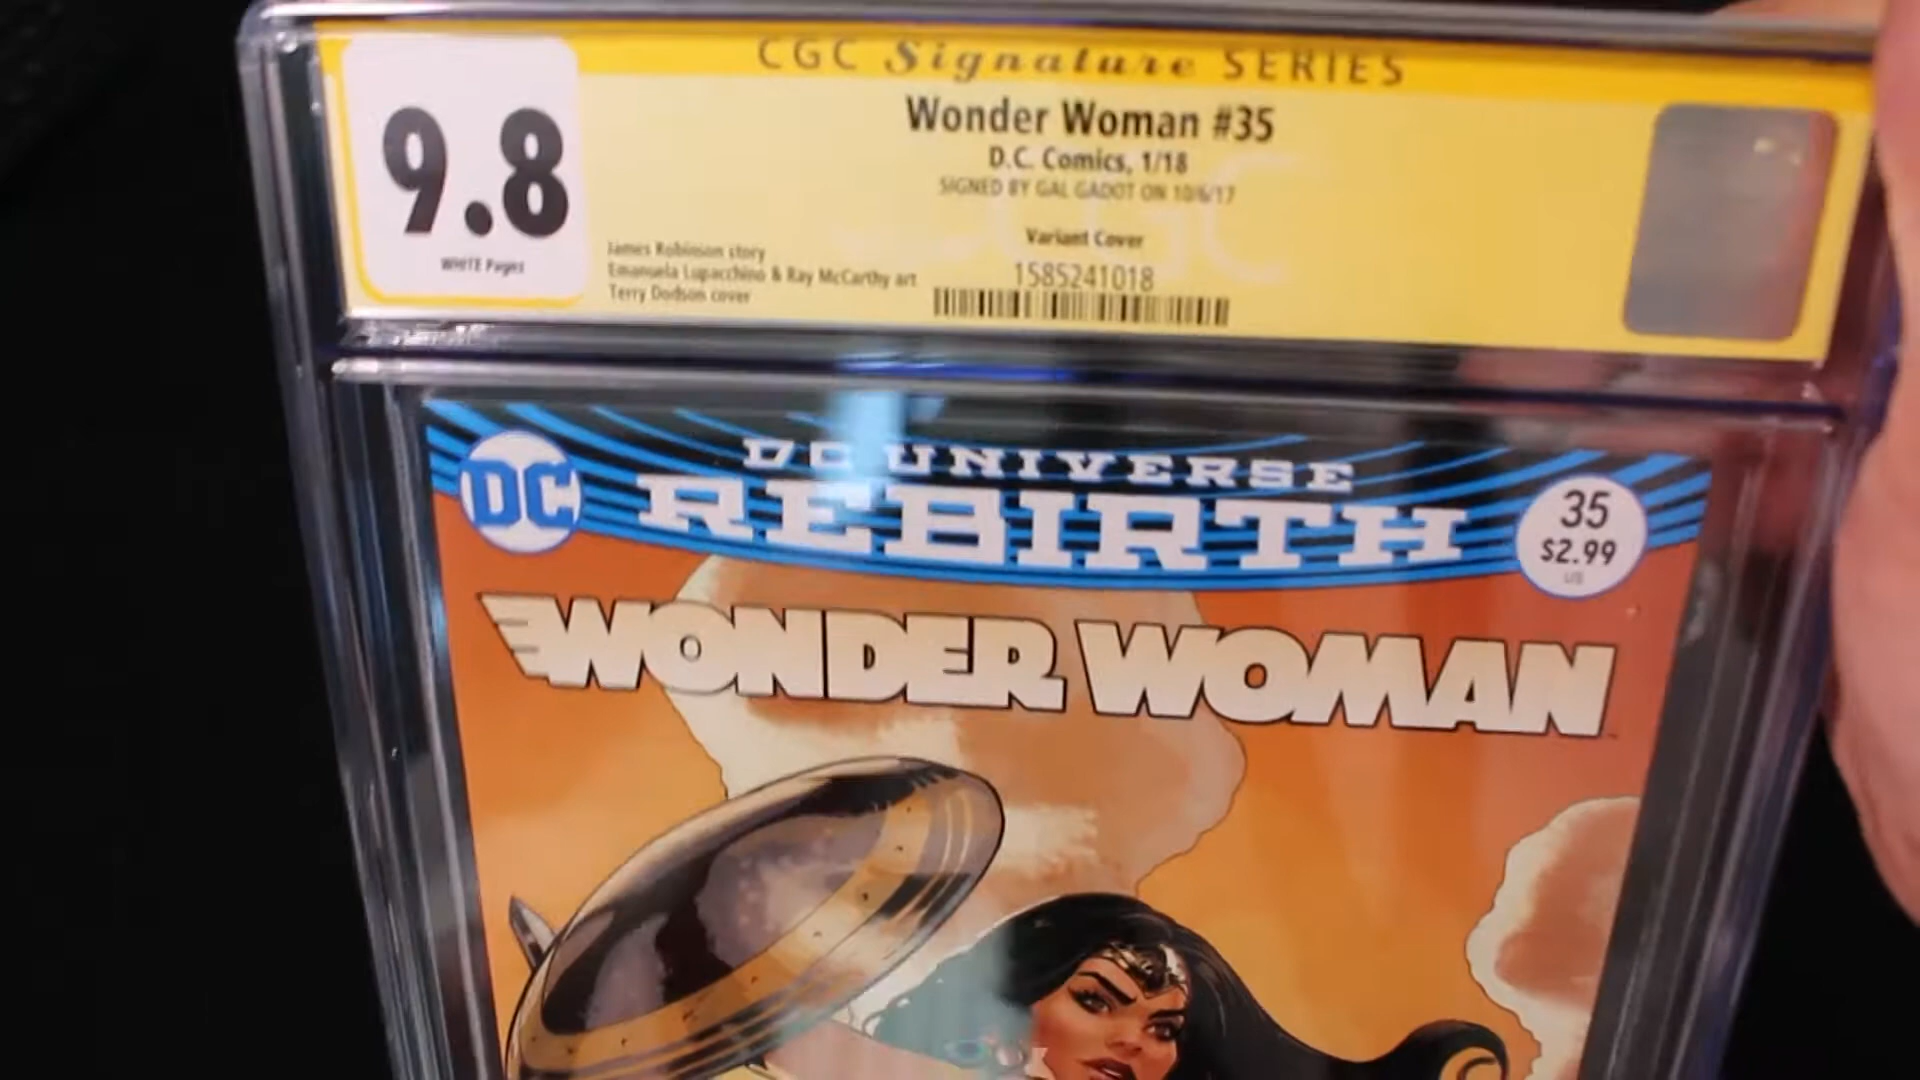 CGC Signature SERIES
9.8
WHITE Pages
Wonder Woman #35
D.C. Comics, 1/18
SIGNED BY GAL GADOT ON 10/6/17
Variant Cover
1585241018
James Robinson story
Emanuela Lupacchino & Ray McCarthy art
Terry Dodson cover
DC
DC UNIVERSE
REBIRTH
35
$2.99
US
WONDER WOMAN